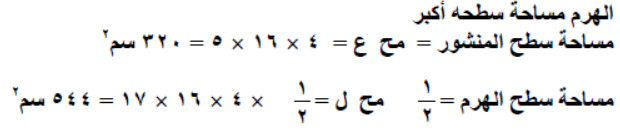 الهرم مساحة سطحه أكبر
مساحة سطح المنشور = مح ع = ٤ × ١٦ × ٥ = ٣٢٠ سم٢
مساحة سطح الهرم = ١/٢ مح ل = ١/٢ × ٤ × ١٦ × ١٧ = ٥٤٤ سم٢